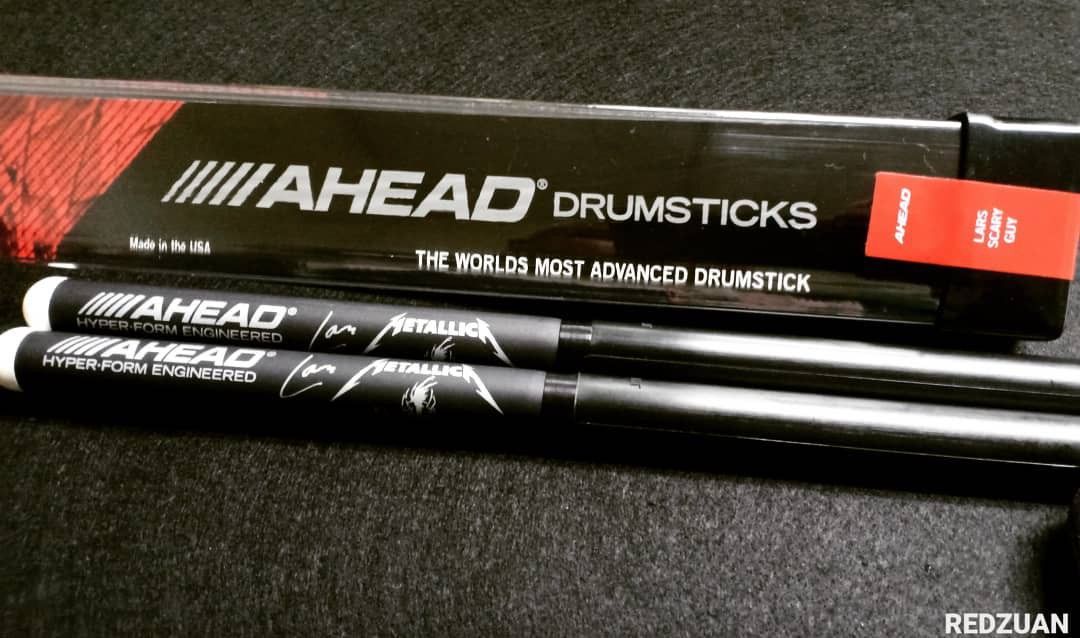 AHEAD® DRUMSTICKS
Made in the USA
THE WORLDS MOST ADVANCED DRUMSTICK
AHEAD
LARS
SCARY
GUY
AHEAD®
HYPER·FORM ENGINEERED
METALLICA
AHEAD®
HYPER·FORM ENGINEERED
METALLICA
REDZUAN